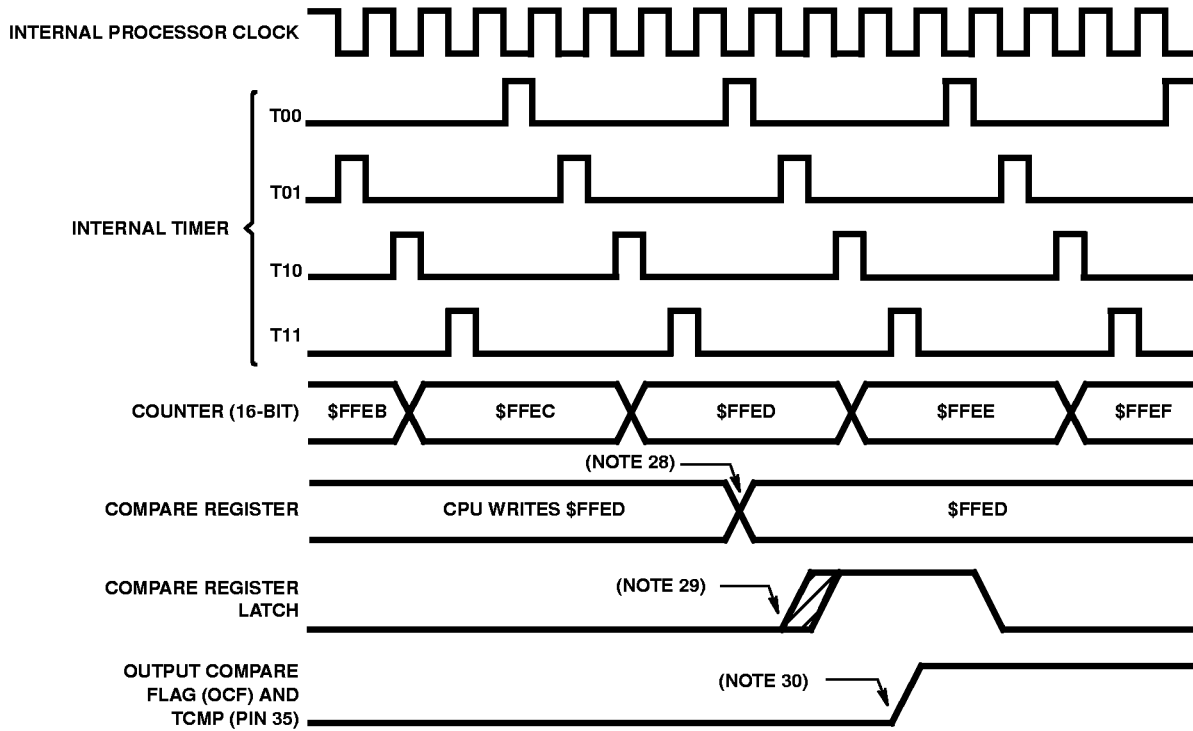 INTERNAL PROCESSOR CLOCK
T00
T01
INTERNAL TIMER
T10
T11
COUNTER (16-BIT)
$FFEB
$FFEC
$FFED
$FFEE
$FFEF
(NOTE 28)
COMPARE REGISTER
CPU WRITES $FFED
$FFED
COMPARE REGISTER
LATCH
(NOTE 29)
OUTPUT COMPARE
FLAG (OCF) AND
TCMP (PIN 35)
(NOTE 30)